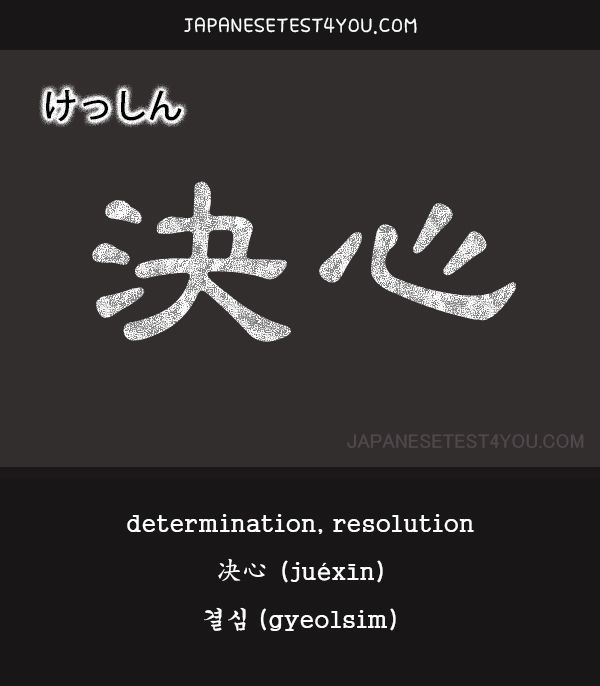 JAPANESETEST4YOU.COM
けっしん
決心
JAPANESETEST4YOU.COM
determination, resolution
决心 (juéxīn)
결심 (gyeolsim)